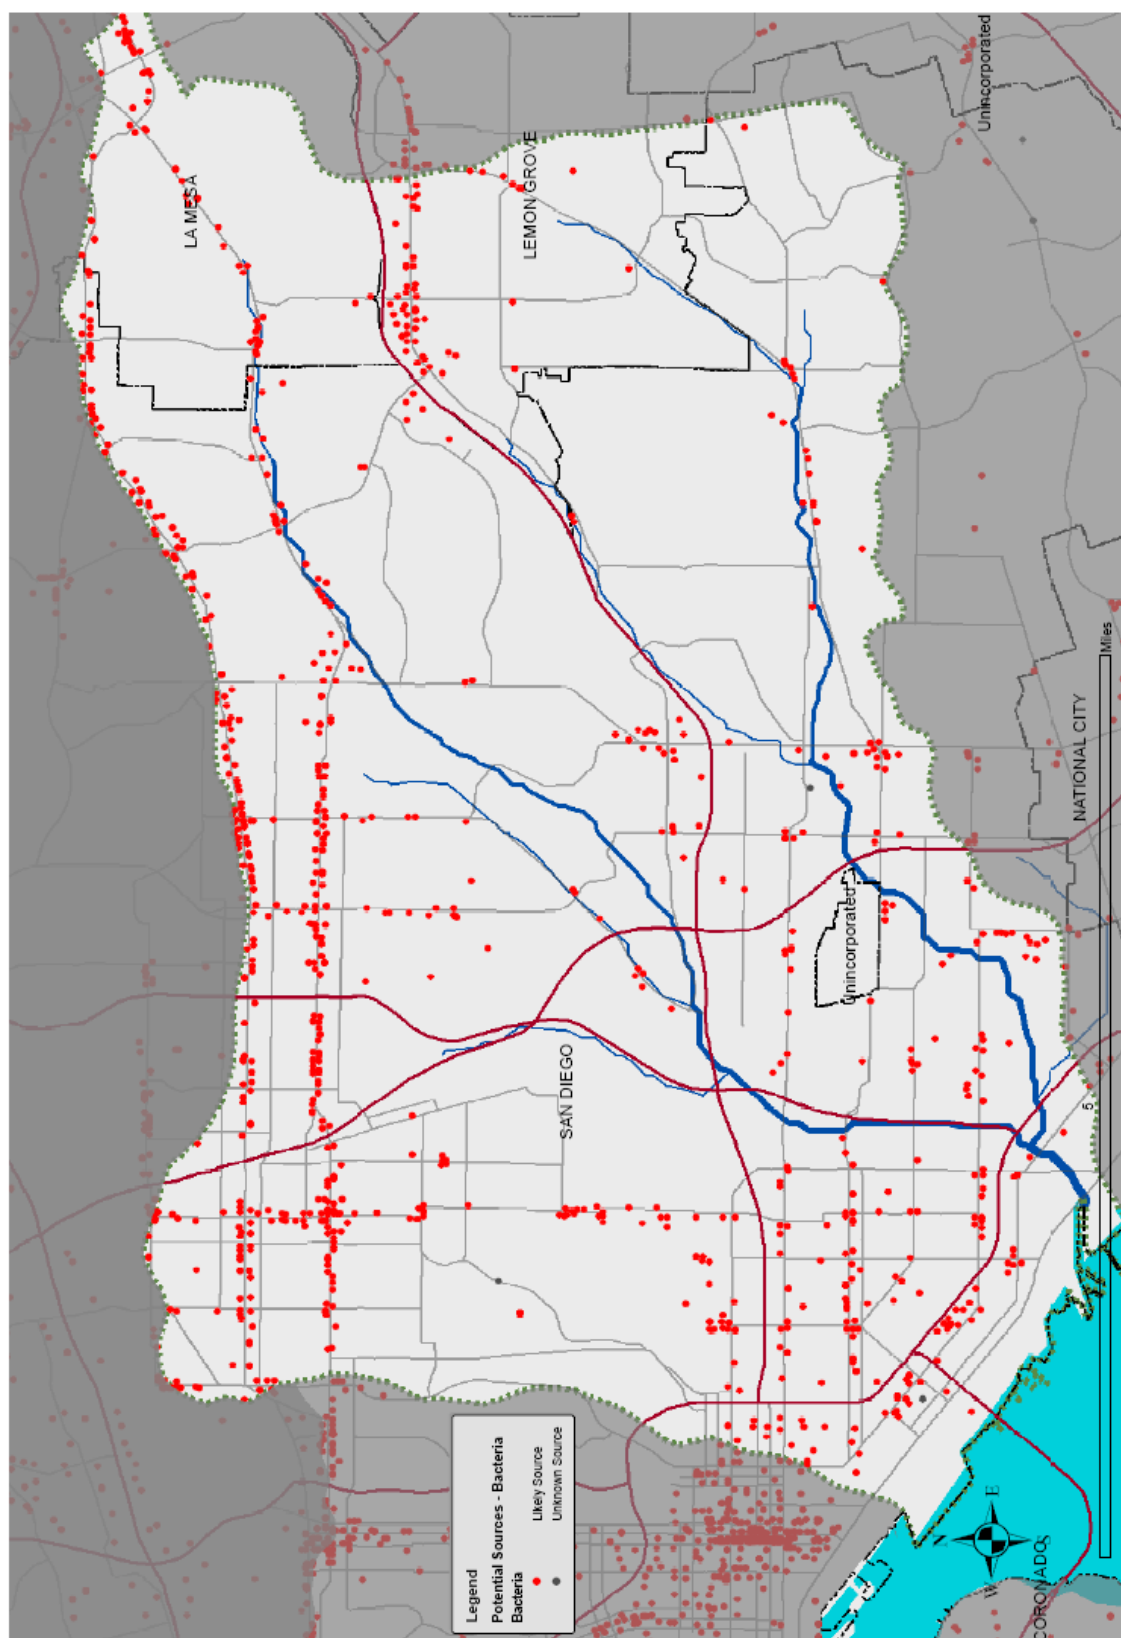 LA MESA
LEMON GROVE
Unincorporated
SAN DIEGO
Unincorporated
NATIONAL CITY
CORONADO
5
Miles
N
E
S
W
Legend
Potential Sources - Bacteria
Bacteria
Likely Source
Unknown Source